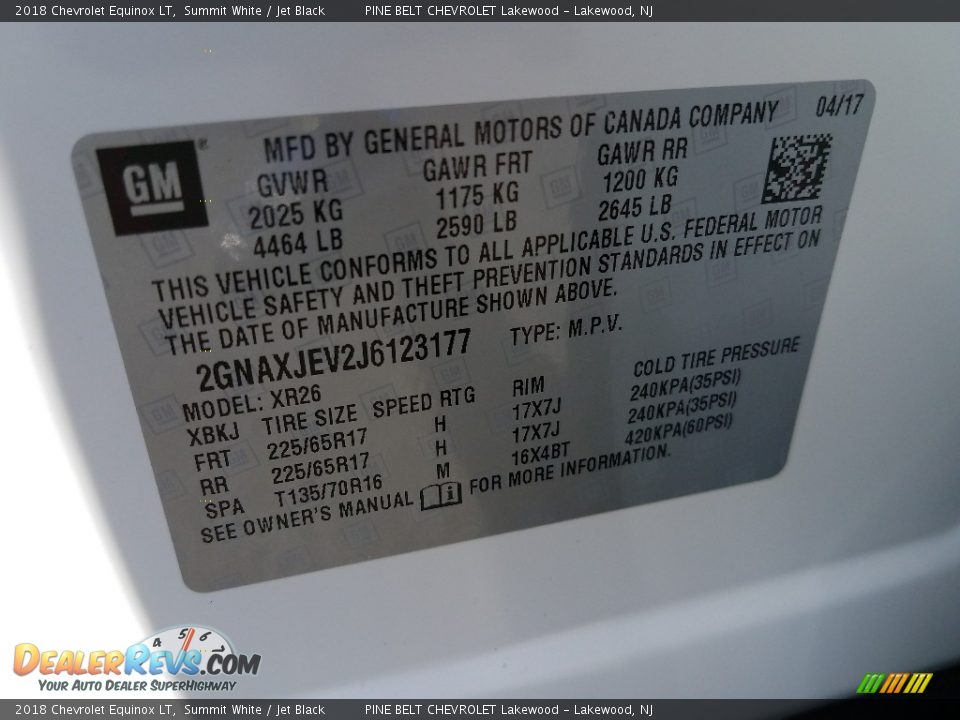 2018 Chevrolet Equinox LT, Summit White / Jet Black PINE BELT CHEVROLET Lakewood – Lakewood, NJ
GM® MFD BY GENERAL MOTORS OF CANADA COMPANY 04/17
GVWR GAWR FRT GAWR RR
2025 KG 1175 KG 1200 KG
4464 LB 2590 LB 2645 LB
THIS VEHICLE CONFORMS TO ALL APPLICABLE U.S. FEDERAL MOTOR
VEHICLE SAFETY AND THEFT PREVENTION STANDARDS IN EFFECT ON
THE DATE OF MANUFACTURE SHOWN ABOVE.
2GNAXJEV2J6123177 TYPE: M.P.V.
MODEL: XR26
XBKJ TIRE SIZE SPEED RTG RIM COLD TIRE PRESSURE
FRT 225/65R17 H 17X7J 240KPA(35PSI)
RR 225/65R17 H 17X7J 240KPA(35PSI)
SPA T135/70R16 M 16X4BT 420KPA(60PSI)
SEE OWNER'S MANUAL i FOR MORE INFORMATION.
4 5 6 7
DEALERREVS.COM
YOUR AUTO DEALER SUPERHIGHWAY
2018 Chevrolet Equinox LT, Summit White / Jet Black PINE BELT CHEVROLET Lakewood – Lakewood, NJ